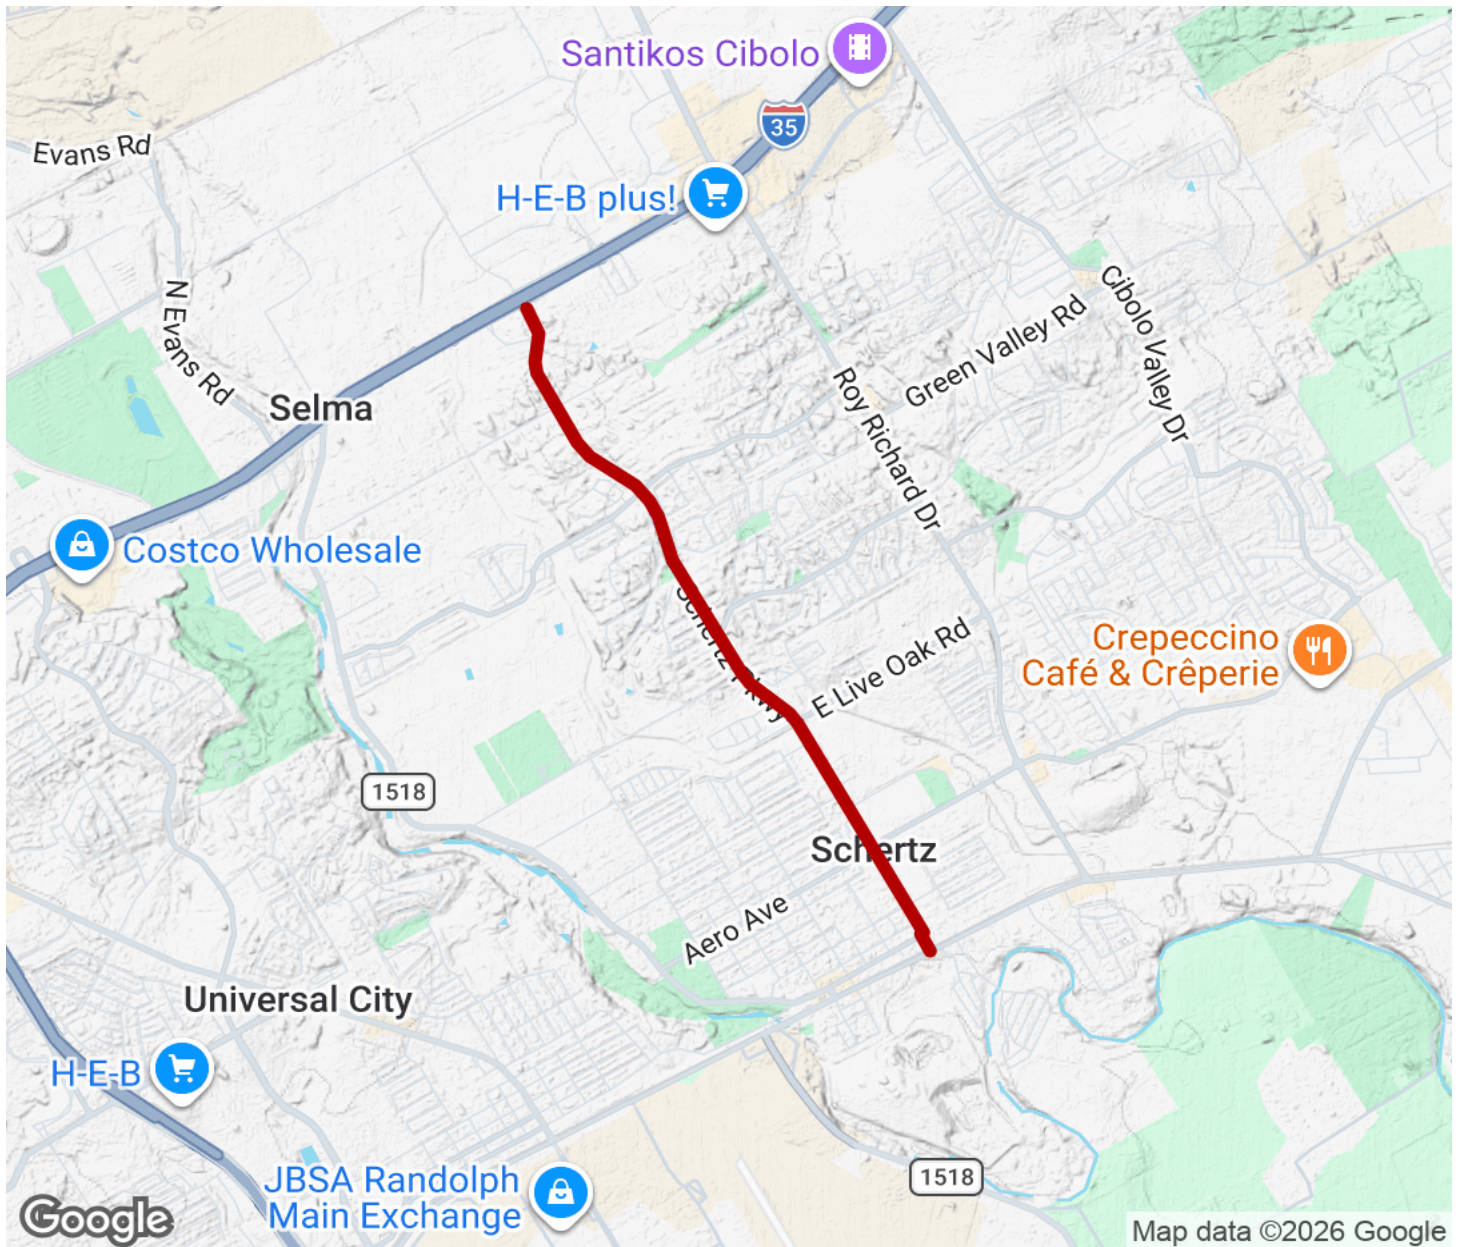 Santikos Cibolo
35
Evans Rd
H-E-B plus!
N Evans Rd
Cibolo Valley Dr
Green Valley Rd
Roy Richard Dr
Selma
Costco Wholesale
Schertz Pkwy
E Live Oak Rd
Crepeccino
Café & Crêperie
1518
Schertz
Aero Ave
Universal City
H-E-B
JBSA Randolph
Main Exchange
1518
Google
Map data ©2026 Google